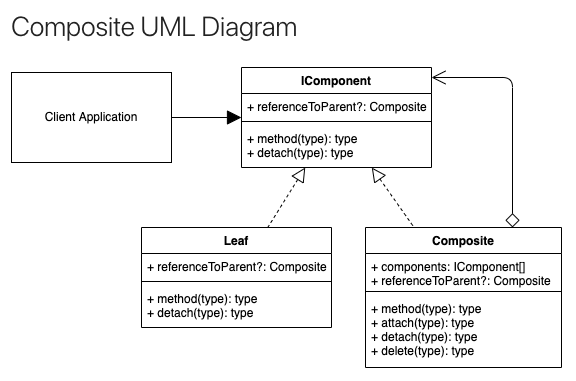 Composite UML Diagram
Client Application
IComponent
+ referenceToParent?: Composite
+ method(type): type
+ detach(type): type
Leaf
+ referenceToParent?: Composite
+ method(type): type
+ detach(type): type
Composite
+ components: IComponent[]
+ referenceToParent?: Composite
+ method(type): type
+ attach(type): type
+ detach(type): type
+ delete(type): type